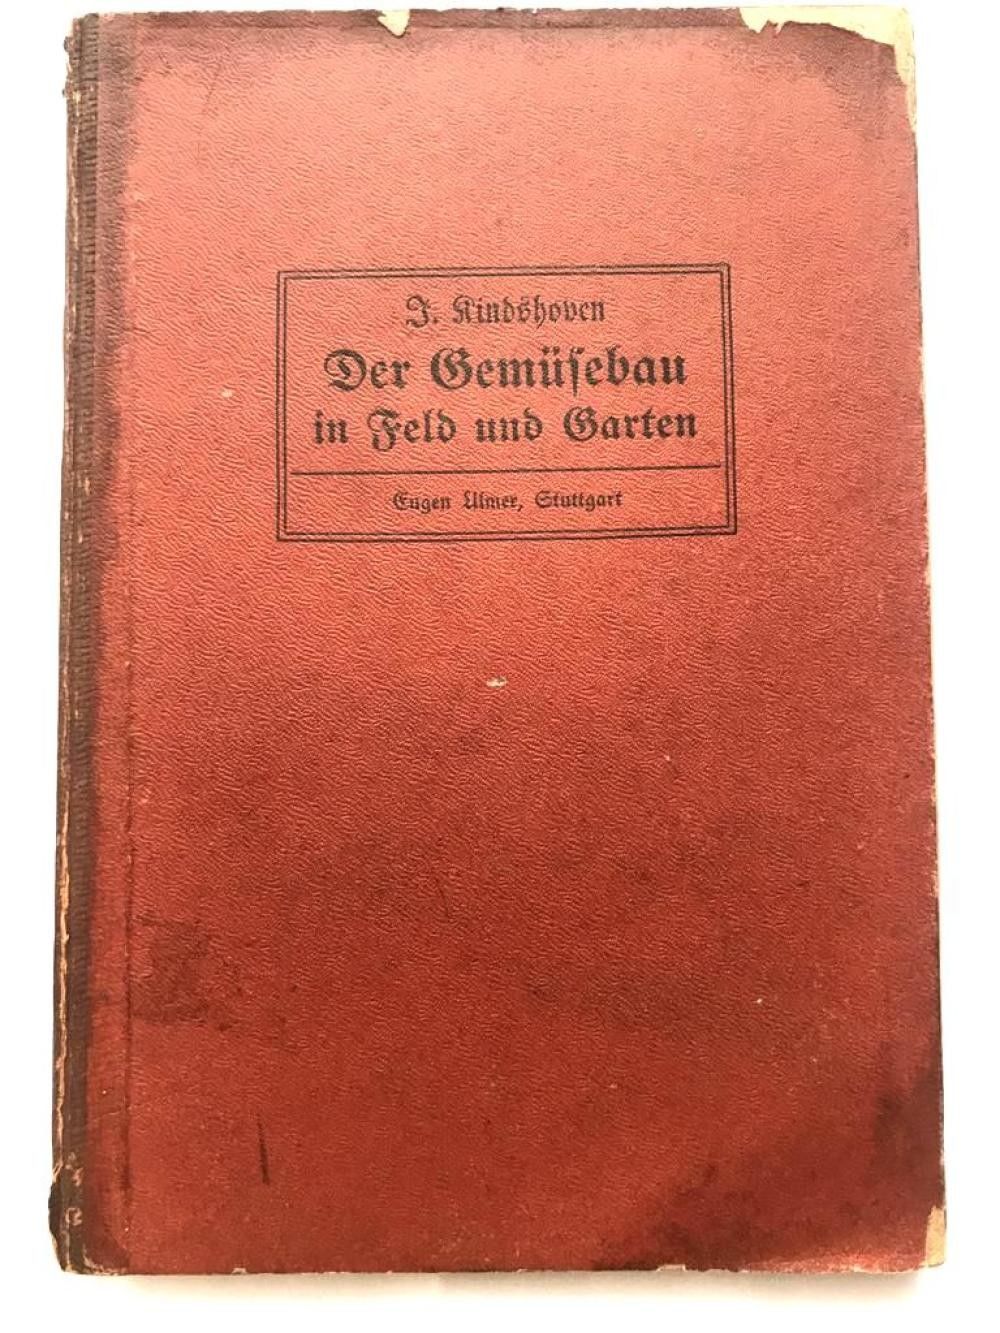 J. Kindshoven
Der Gemüſebau
in Feld und Garten
Eugen Ulmer, Stuttgart